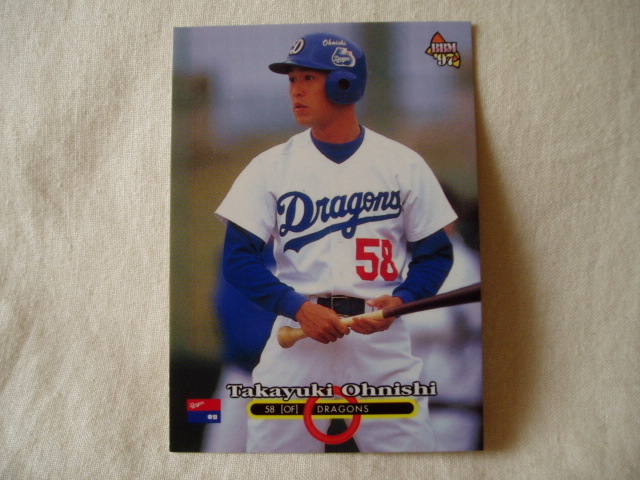 Ohnishi
D
BBM
'97
Dragons
58
Takayuki Ohnishi
58 [OF] DRAGONS